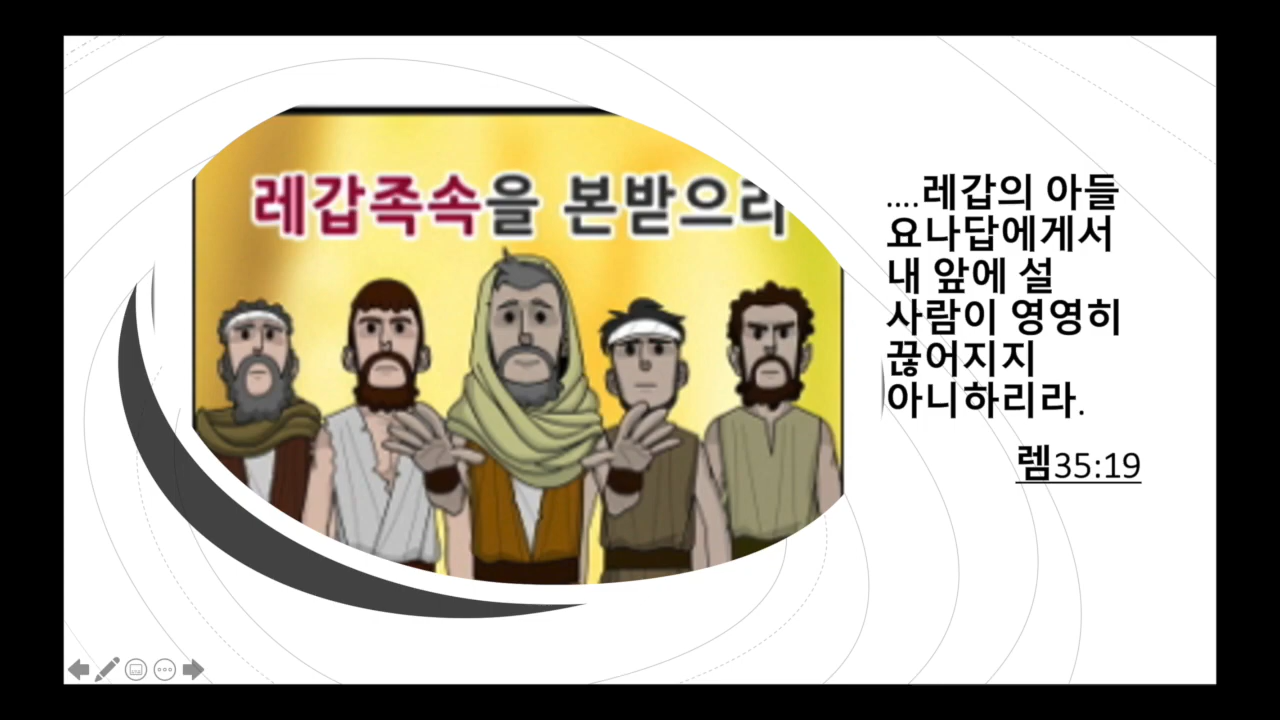 레갑족속을 본받으라
....레갑의 아들
요나답에게서
내 앞에 설
사람이 영영히
끊어지지
아니하리라.
렘35:19